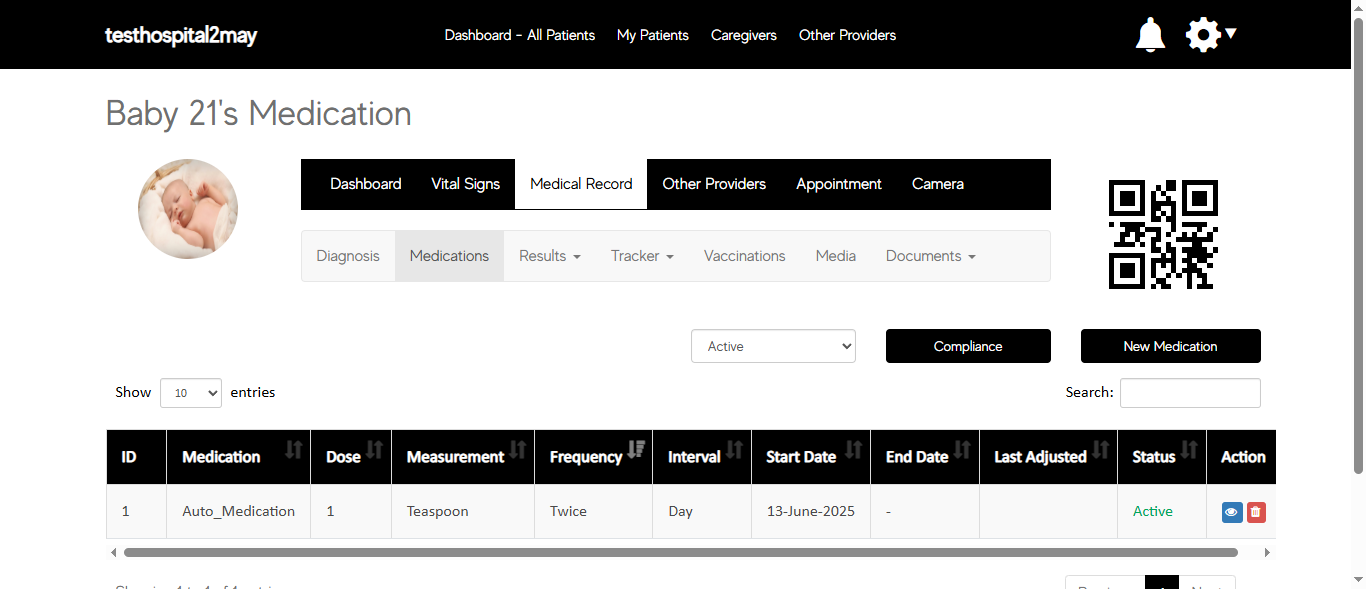 testhospital2may Dashboard - All Patients My Patients Caregivers Other Providers
Baby 21's Medication
Dashboard Vital Signs Medical Record Other Providers Appointment Camera
Diagnosis Medications Results Tracker Vaccinations Media Documents
Active Compliance New Medication
Show 10 entries Search:
ID Medication Dose Measurement Frequency Interval Start Date End Date Last Adjusted Status Action
1 Auto_Medication 1 Teaspoon Twice Day 13-June-2025 - Active